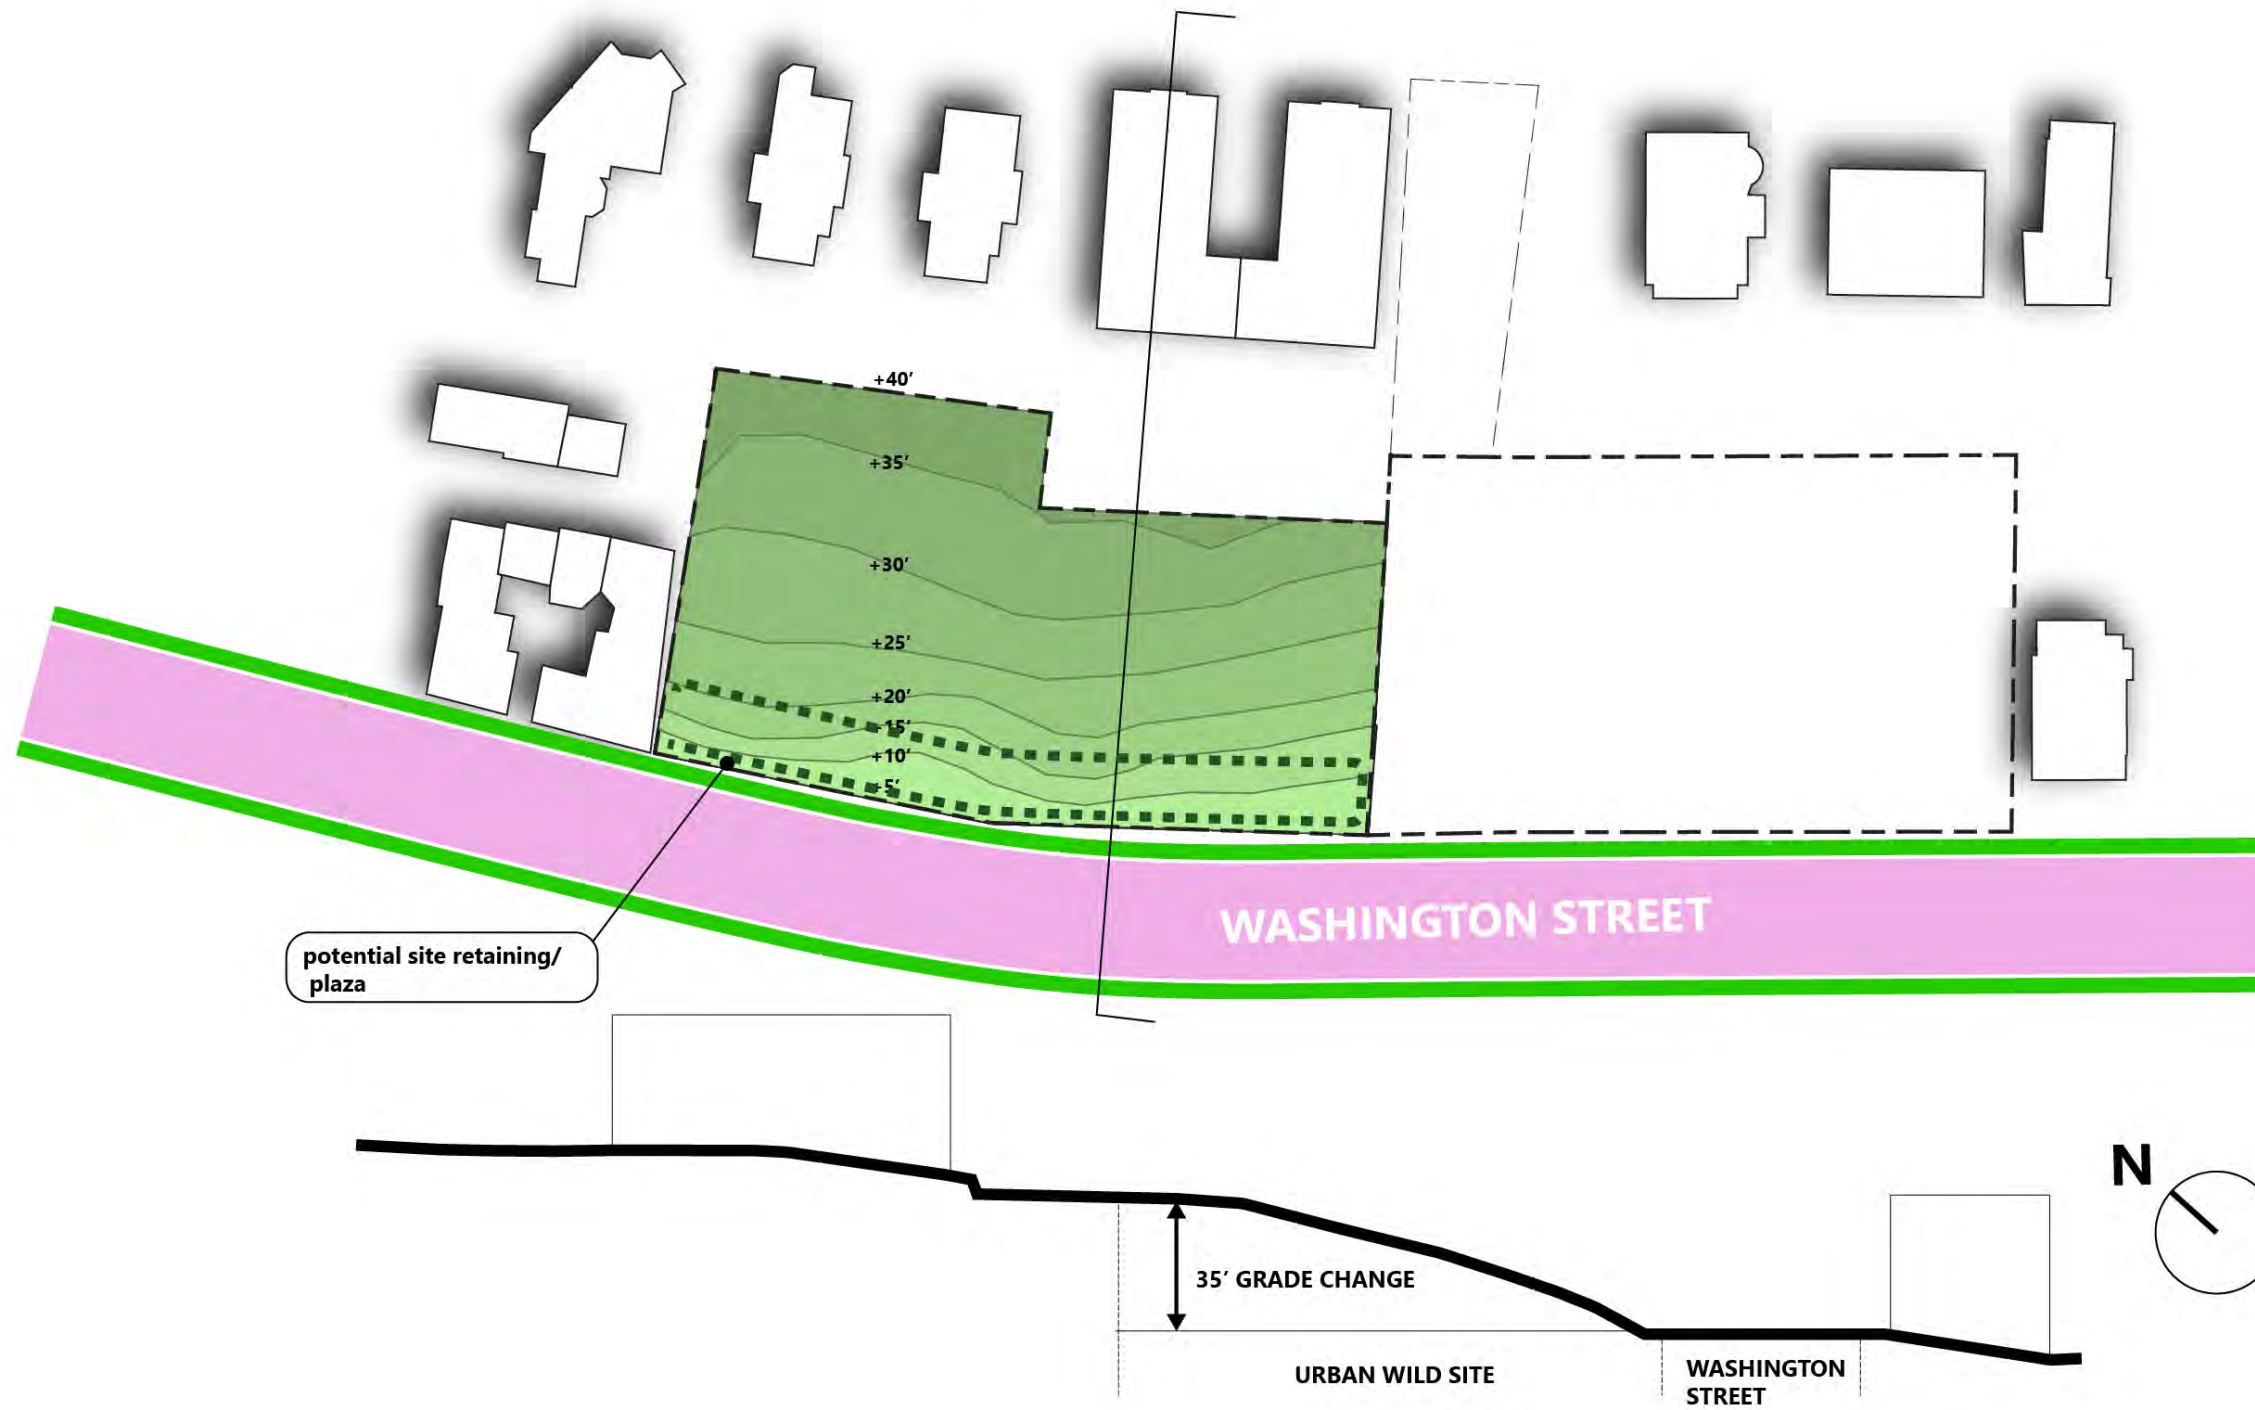 +40’
+35’
+30’
+25’
+20’
+15’
+10’
+5’
WASHINGTON STREET
potential site retaining/
plaza
N
35’ GRADE CHANGE
URBAN WILD SITE
WASHINGTON
STREET